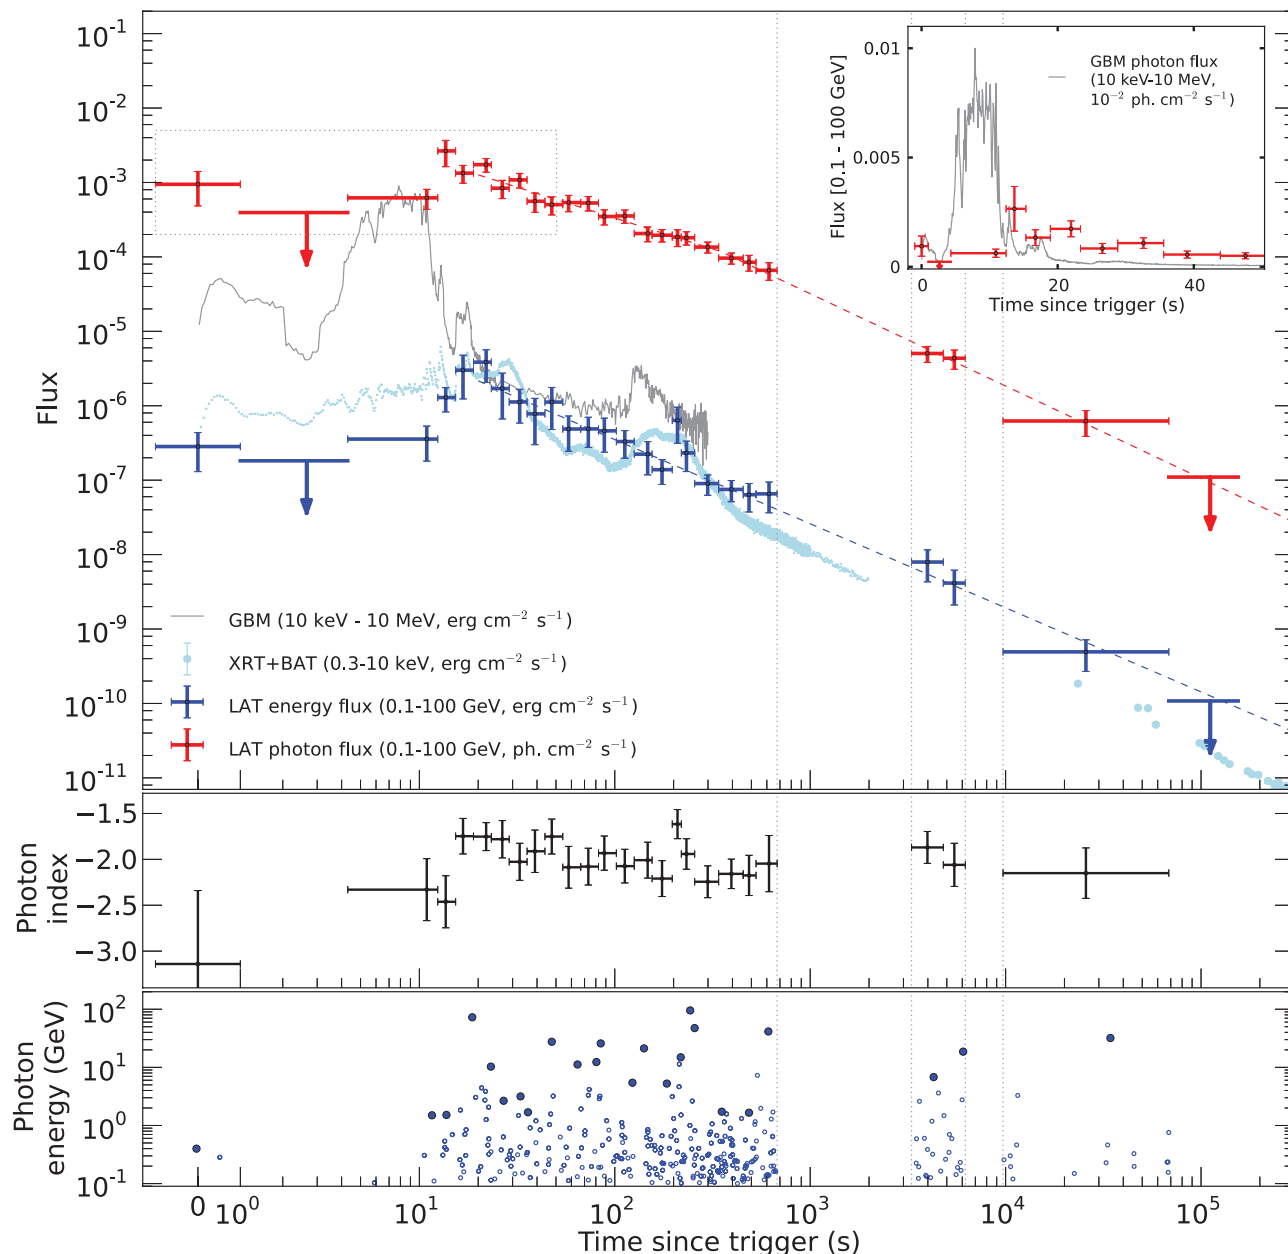 10⁻¹
10⁻²
10⁻³
10⁻⁴
10⁻⁵
10⁻⁶
10⁻⁷
10⁻⁸
10⁻⁹
10⁻¹⁰
10⁻¹¹
Flux
0.01
0.005
0
Flux [0.1 - 100 GeV]
GBM photon flux
(10 keV-10 MeV,
10⁻² ph. cm⁻² s⁻¹)
0 20 40
Time since trigger (s)
GBM (10 keV - 10 MeV, erg cm⁻² s⁻¹)
XRT+BAT (0.3-10 keV, erg cm⁻² s⁻¹)
LAT energy flux (0.1-100 GeV, erg cm⁻² s⁻¹)
LAT photon flux (0.1-100 GeV, ph. cm⁻² s⁻¹)
−1.5
−2.0
−2.5
−3.0
Photon
index
10²
10¹
10⁰
10⁻¹
Photon
energy (GeV)
0 10⁰ 10¹ 10² 10³ 10⁴ 10⁵
Time since trigger (s)